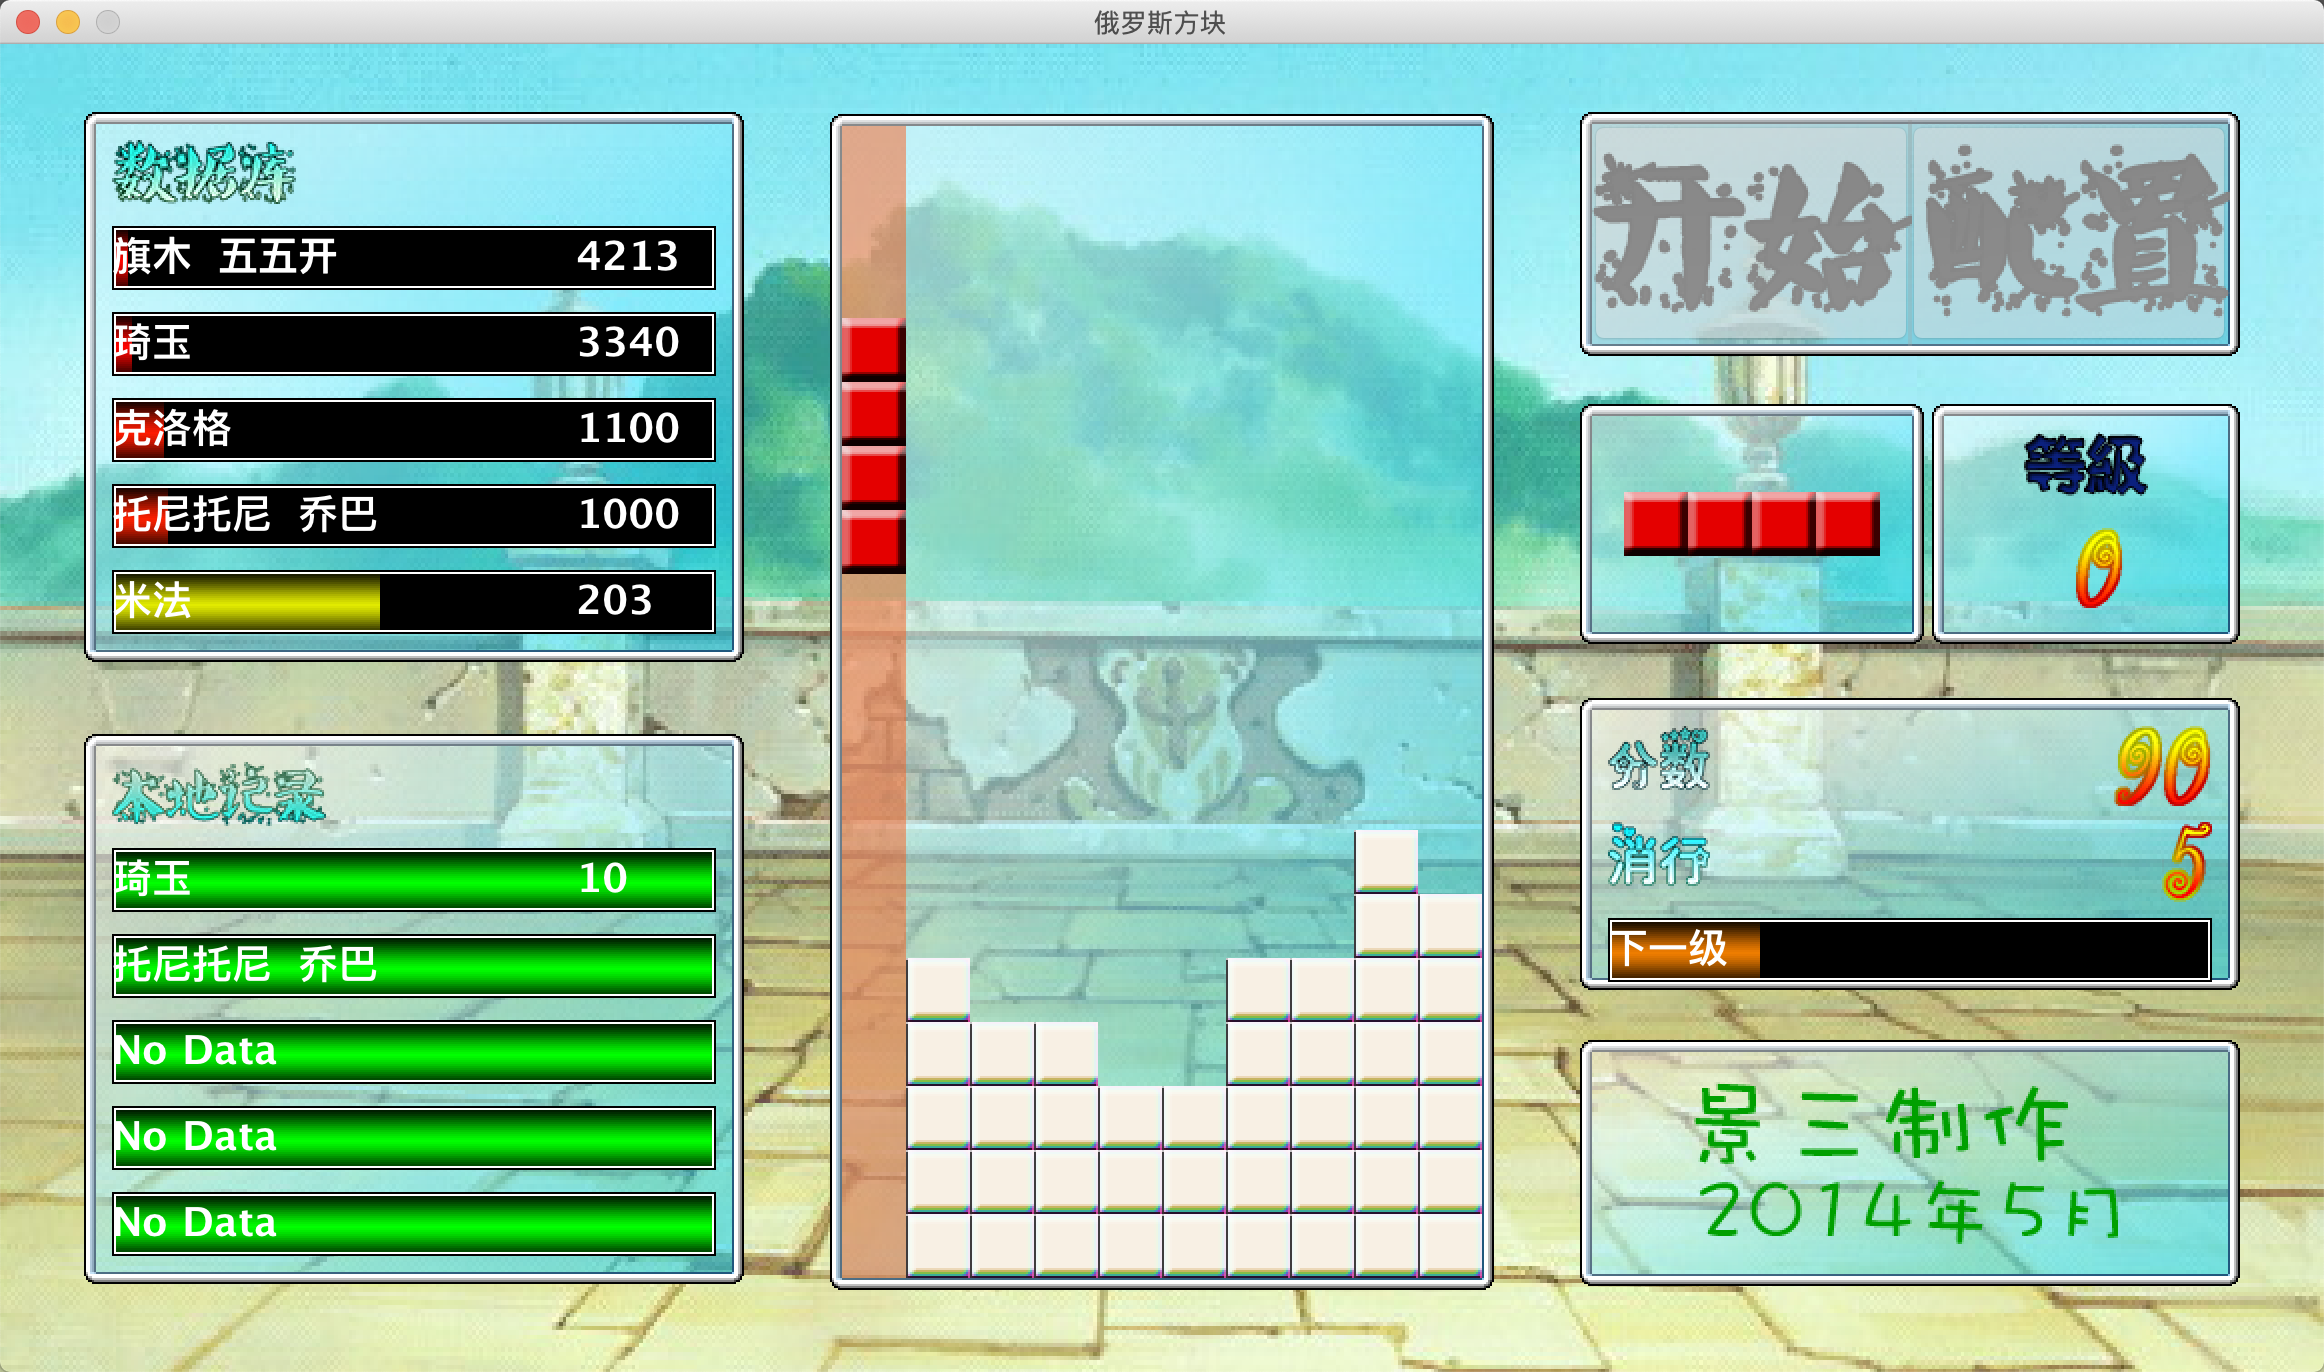 俄罗斯方块
数据库
旗木 五五开 4213
琦玉 3340
克洛格 1100
托尼托尼 乔巴 1000
米法 203
本地记录
琦玉 10
托尼托尼 乔巴
No Data
No Data
No Data
开始 配置
等級
0
分数 90
消行 5
下一级
景三制作
2014年5月